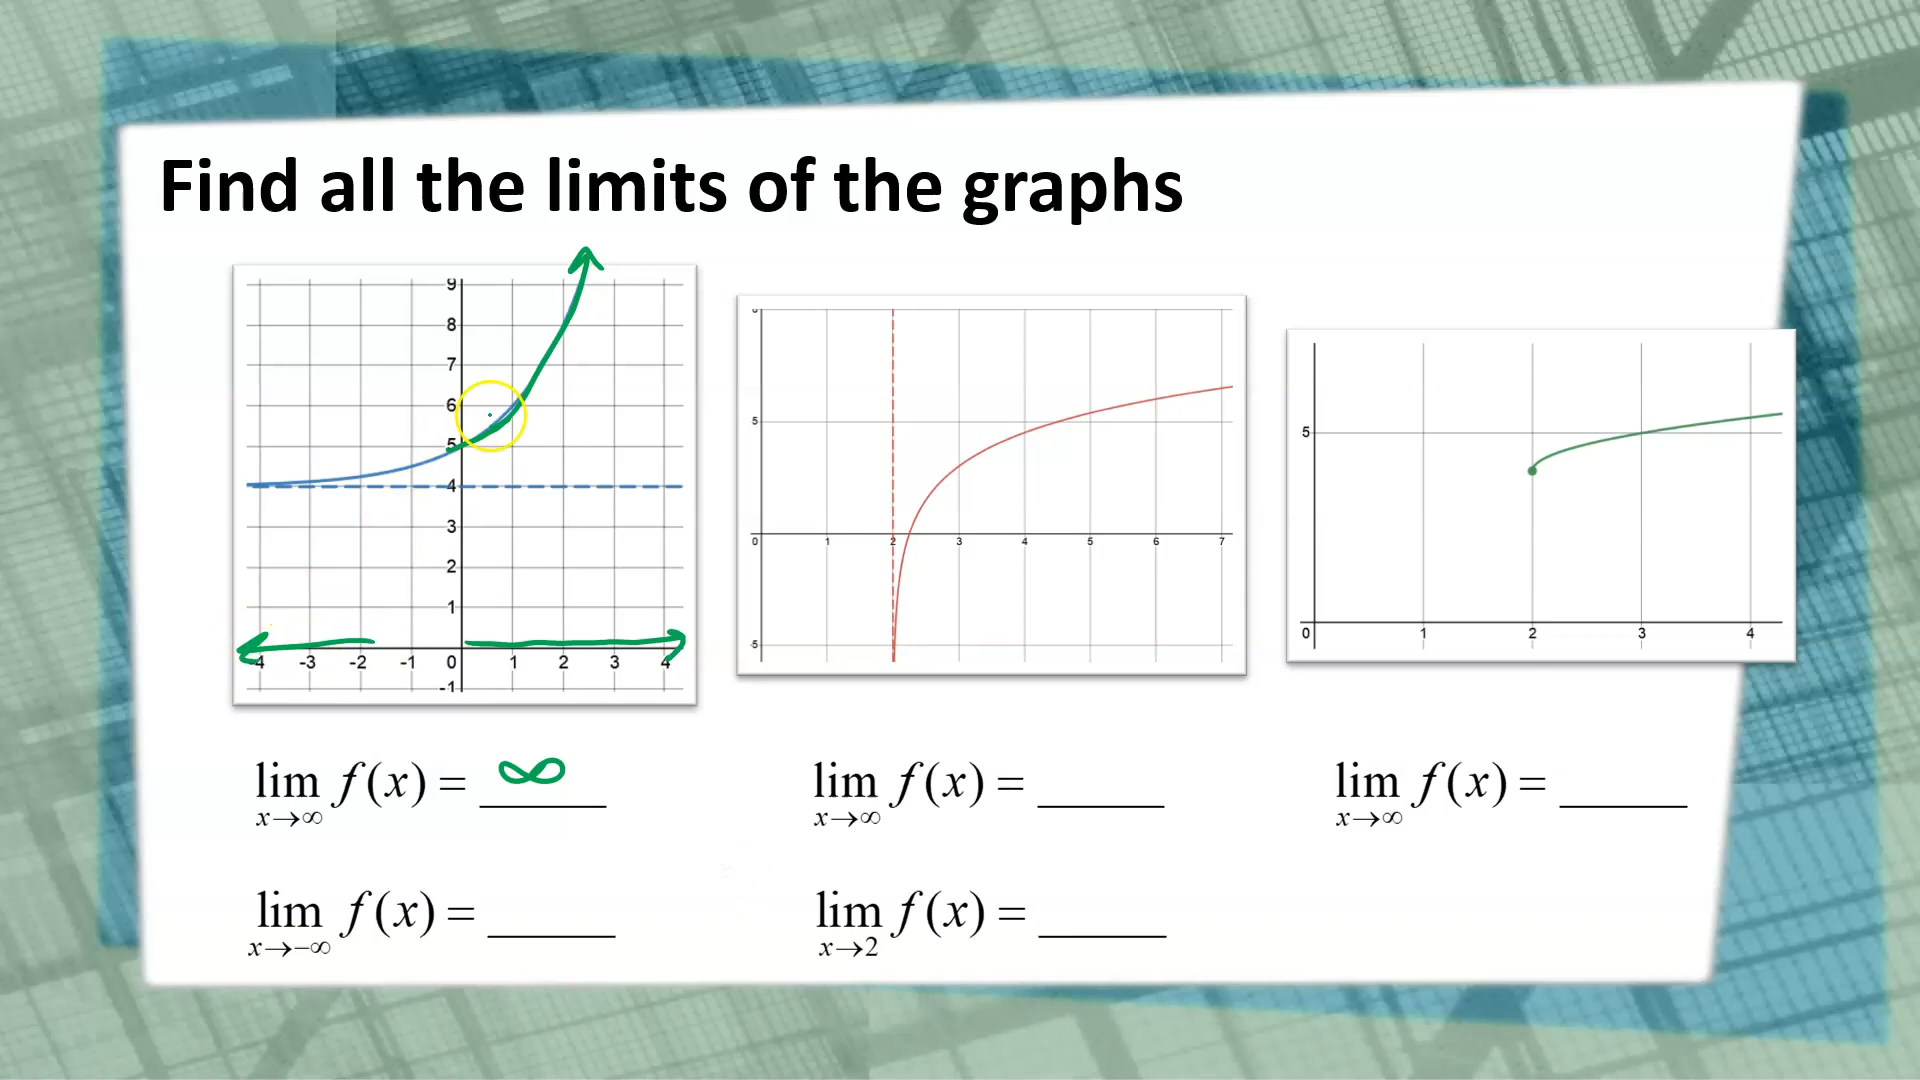 Find all the limits of the graphs
9
8
7
6
5
4
3
2
1
-4 -3 -2 -1 0 1 2 3 4
-1
5
0 1 2 3 4 5 6 7
-5
5
0 1 2 3 4
lim f(x) = ∞
x→∞
lim f(x) = ______
x→∞
lim f(x) = ______
x→∞
lim f(x) = ______
x→−∞
lim f(x) = ______
x→2